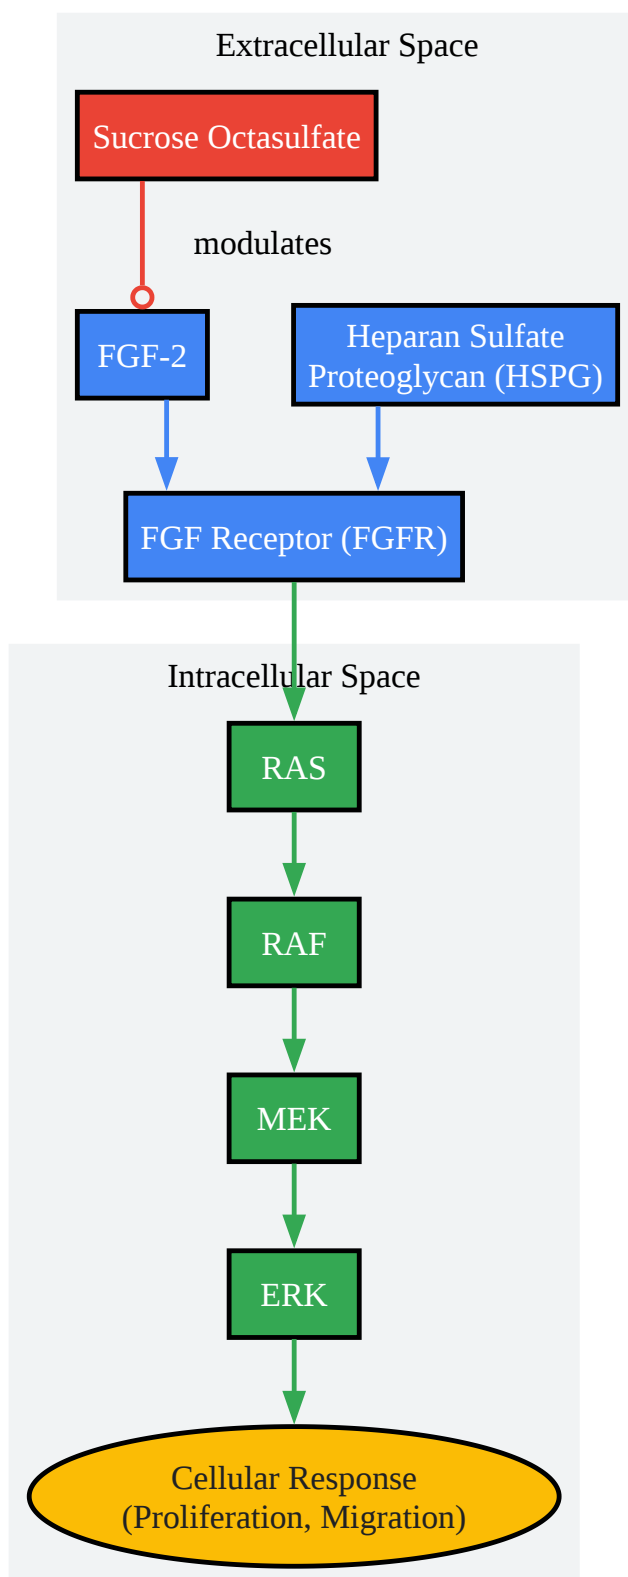 Extracellular Space
Sucrose Octasulfate
modulates
FGF-2
Heparan Sulfate
Proteoglycan (HSPG)
FGF Receptor (FGFR)
Intracellular Space
RAS
RAF
MEK
ERK
Cellular Response
(Proliferation, Migration)